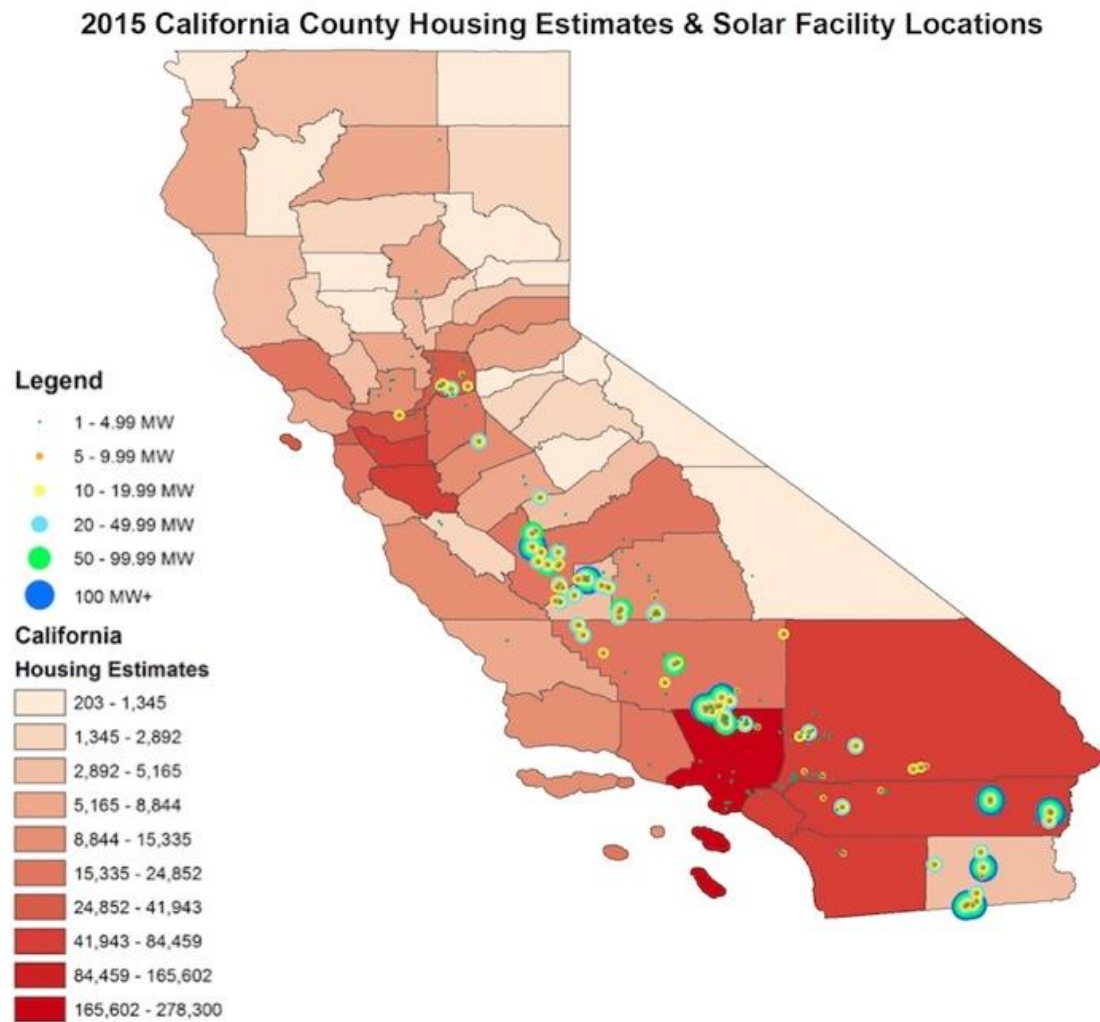 2015 California County Housing Estimates & Solar Facility Locations
Legend
1 - 4.99 MW
5 - 9.99 MW
10 - 19.99 MW
20 - 49.99 MW
50 - 99.99 MW
100 MW+
California
Housing Estimates
203 - 1,345
1,345 - 2,892
2,892 - 5,165
5,165 - 8,844
8,844 - 15,335
15,335 - 24,852
24,852 - 41,943
41,943 - 84,459
84,459 - 165,602
165,602 - 278,300